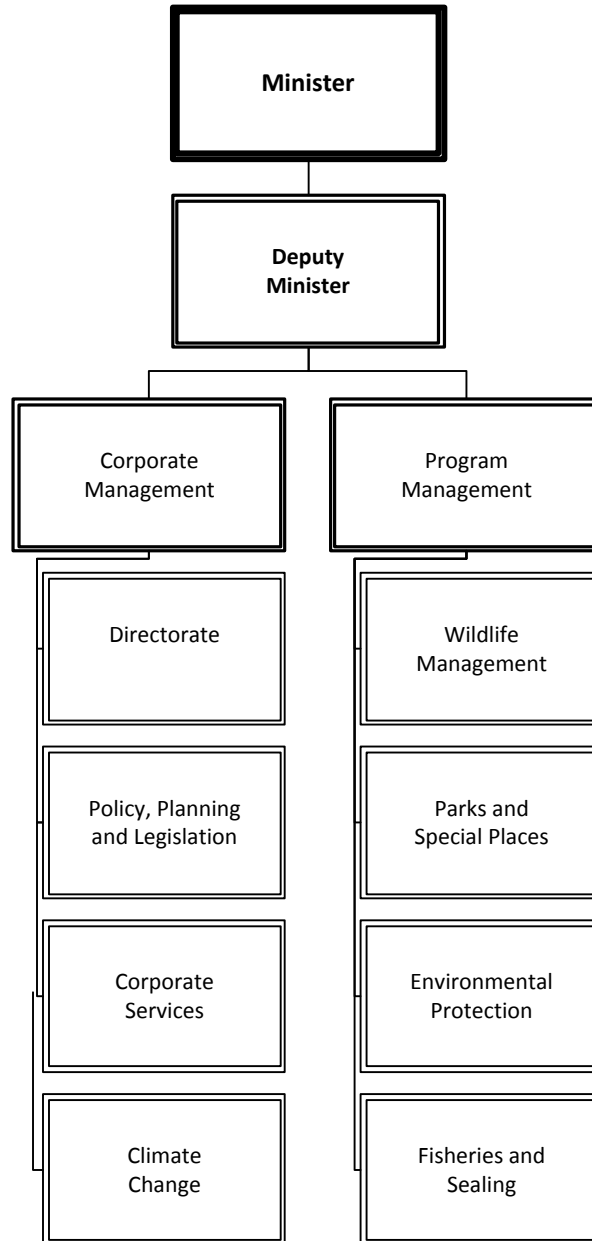 Minister
Deputy
Minister
Corporate
Management
Program
Management
Directorate
Wildlife
Management
Policy, Planning
and Legislation
Parks and
Special Places
Corporate
Services
Environmental
Protection
Climate
Change
Fisheries and
Sealing